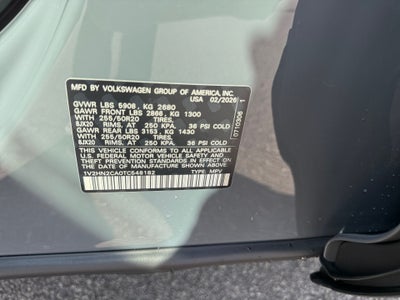 MFD. BY VOLKSWAGEN GROUP OF AMERICA, INC.
USA 02/2026
GVWR LBS 5908, KG 2680
GAWR FRONT LBS 2866, KG 1300
WITH 255/50R20 TIRES,
8JX20 RIMS, AT 250 KPA, 36 PSI COLD
GAWR REAR LBS 3153, KG 1430
WITH 255/50R20 TIRES,
8JX20 RIMS, AT 250 KPA, 36 PSI COLD
THIS VEHICLE CONFORMS TO ALL APPLICABLE
U.S. FEDERAL MOTOR VEHICLE SAFETY, BUMPER, AND
THEFT PREVENTION STANDARDS IN EFFECT ON THE
DATE OF MANUFACTURE SHOWN ABOVE.
1V2HN2CA0TC548182 TYPE: MPV